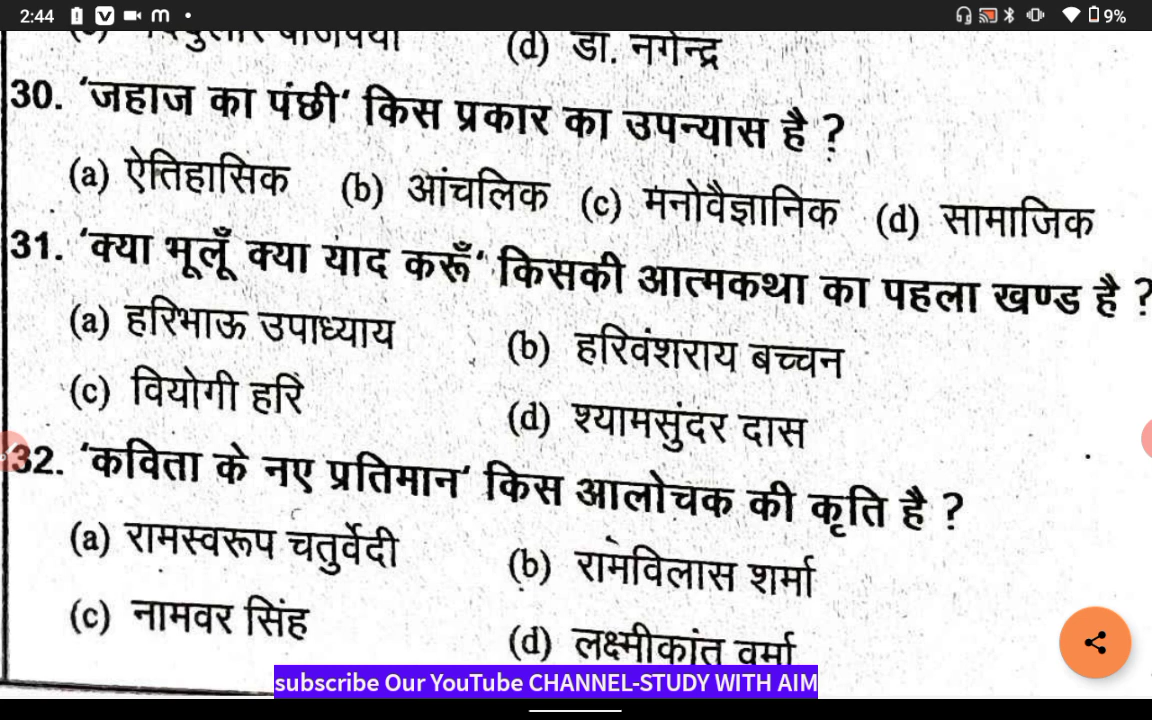 2:44 9%
(d) डा. नगेन्द्र
30. ‘जहाज का पंछी‘ किस प्रकार का उपन्यास है ?
(a) ऐतिहासिक (b) आंचलिक (c) मनोवैज्ञानिक (d) सामाजिक
31. ‘क्या भूलूँ क्या याद करूँ‘ किसकी आत्मकथा का पहला खण्ड है ?
(a) हरिभाऊ उपाध्याय (b) हरिवंशराय बच्चन
(c) वियोगी हरि (d) श्यामसुंदर दास
32. ‘कविता के नए प्रतिमान’ किस आलोचक की कृति है ?
(a) रामस्वरूप चतुर्वेदी (b) रामविलास शर्मा
(c) नामवर सिंह (d) लक्ष्मीकांत वर्मा
subscribe Our YouTube CHANNEL-STUDY WITH AIM